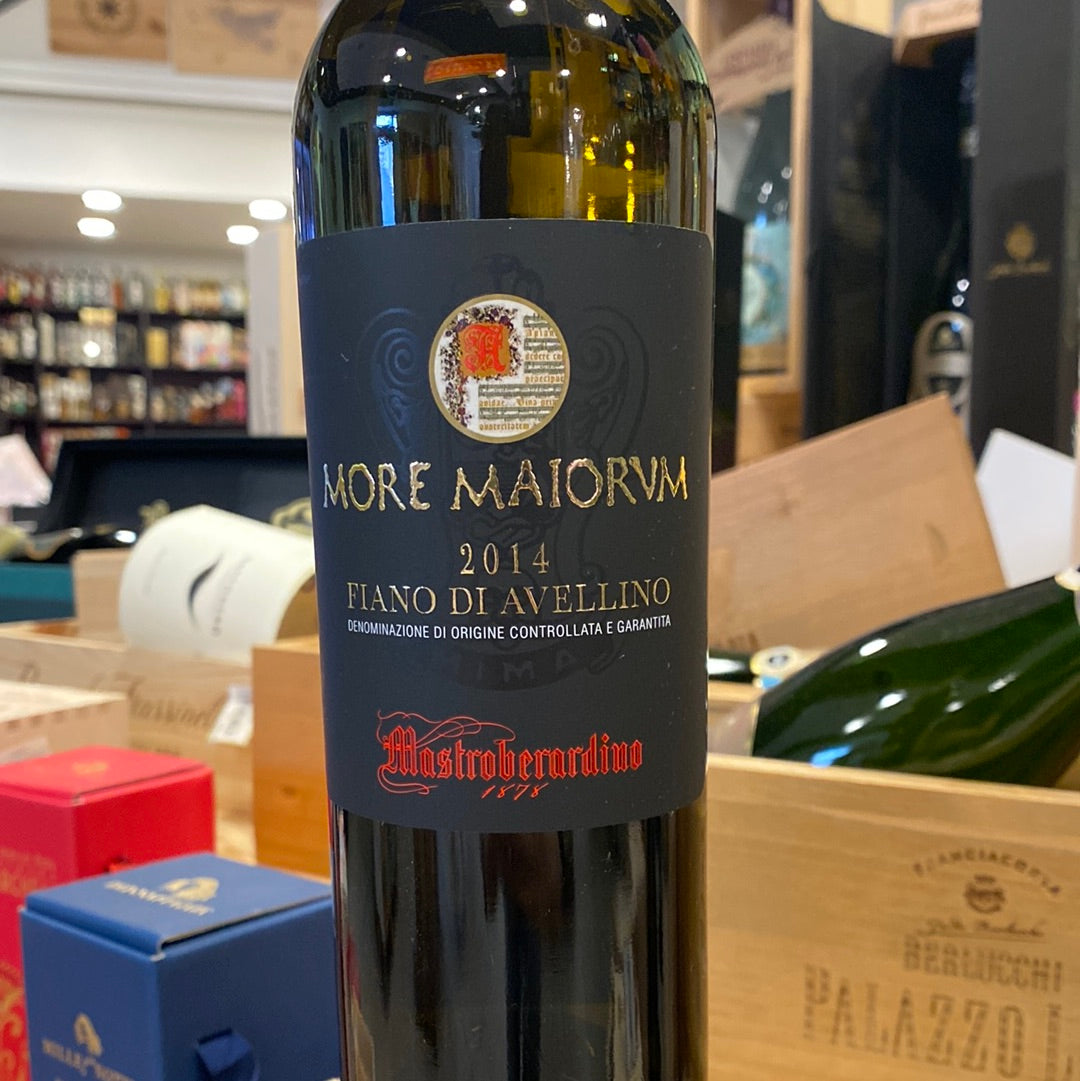 MORE MAIORVM
2014
FIANO DI AVELLINO
DENOMINAZIONE DI ORIGINE CONTROLLATA E GARANTITA
Mastroberardino
1878
FRANCIACORTA
BERLUCCHI
PALAZZO